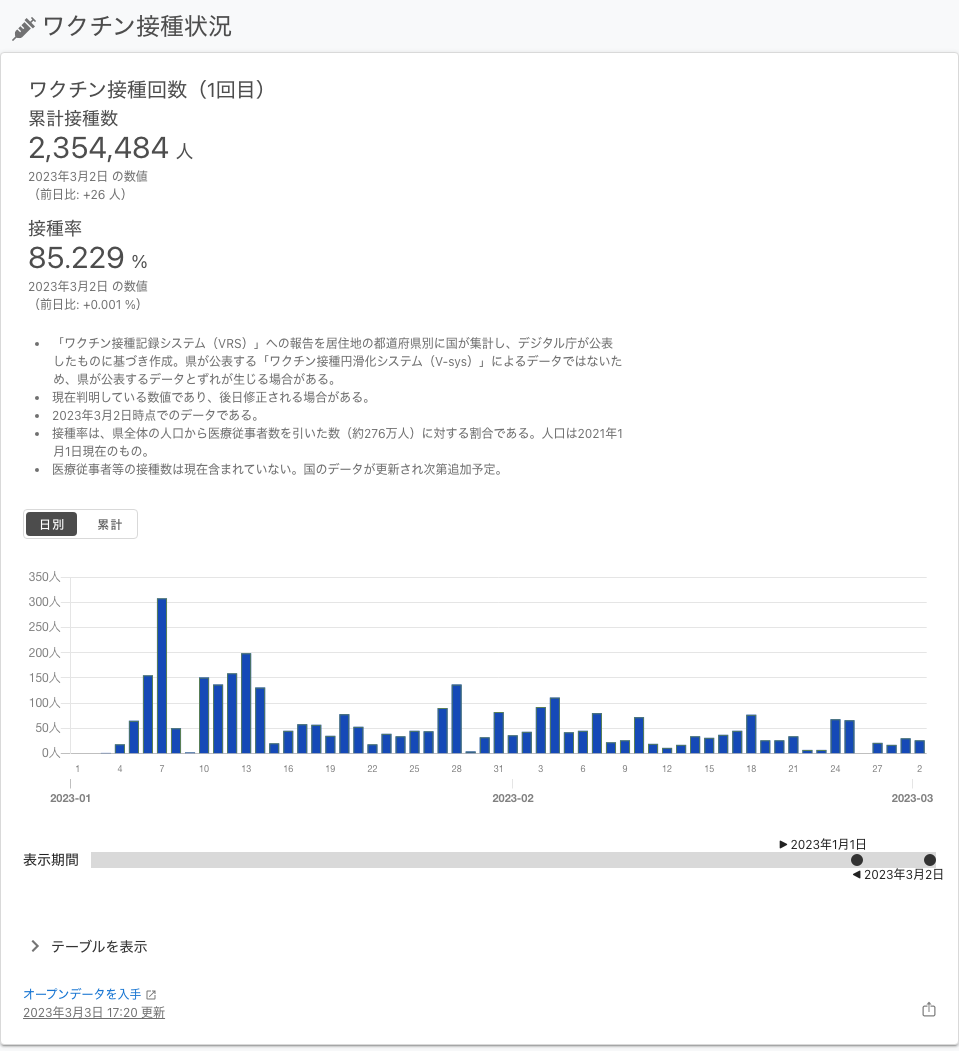 ワクチン接種状況
ワクチン接種回数（1回目）
累計接種数
2,354,484 人
2023年3月2日 の数値
（前日比: +26 人）
接種率
85.229 %
2023年3月2日 の数値
（前日比: +0.001 %）
• 「ワクチン接種記録システム（VRS）」への報告を居住地の都道府県別に国が集計し、デジタル庁が公表
したものに基づき作成。県が公表する「ワクチン接種円滑化システム（V-sys）」によるデータではないた
め、県が公表するデータとずれが生じる場合がある。
• 現在判明している数値であり、後日修正される場合がある。
• 2023年3月2日時点でのデータである。
• 接種率は、県全体の人口から医療従事者数を引いた数（約276万人）に対する割合である。人口は2021年1
月1日現在のもの。
• 医療従事者等の接種数は現在含まれていない。国のデータが更新され次第追加予定。
日別 累計
350人
300人
250人
200人
150人
100人
50人
0人
1 4 7 10 13 16 19 22 25 28 31 3 6 9 12 15 18 21 24 27 2
2023-01 2023-02 2023-03
▶ 2023年1月1日
表示期間
◀ 2023年3月2日
テーブルを表示
オープンデータを入手
2023年3月3日 17:20 更新